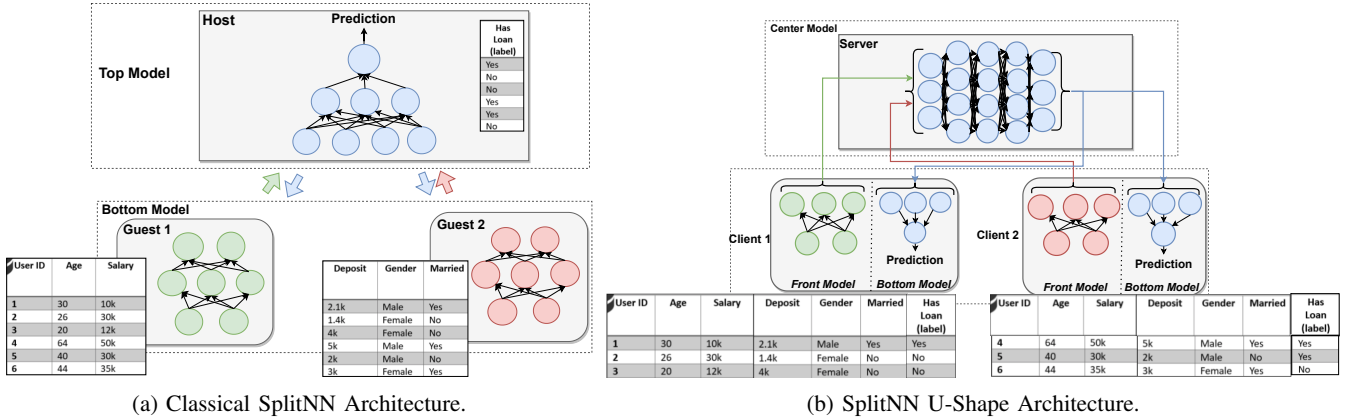 Host
Prediction
Has
Loan
(label)
Yes
No
No
Yes
Yes
No
Top Model
Bottom Model
Guest 1
Guest 2
User ID Age Salary
1 30 10k
2 26 30k
3 20 12k
4 64 50k
5 40 30k
6 44 35k
Deposit Gender Married
2.1k Male Yes
1.4k Female No
4k Female No
5k Male Yes
2k Male No
3k Female Yes
(a) Classical SplitNN Architecture.
Center Model
Server
Client 1
Prediction
Front Model Bottom Model
Client 2
Prediction
Front Model Bottom Model
User ID Age Salary Deposit Gender Married Has
Loan
(label)
1 30 10k 2.1k Male Yes Yes
2 26 30k 1.4k Female No No
3 20 12k 4k Female No No
User ID Age Salary Deposit Gender Married Has
Loan
(label)
4 64 50k 5k Male Yes Yes
5 40 30k 2k Male No Yes
6 44 35k 3k Female Yes No
(b) SplitNN U-Shape Architecture.